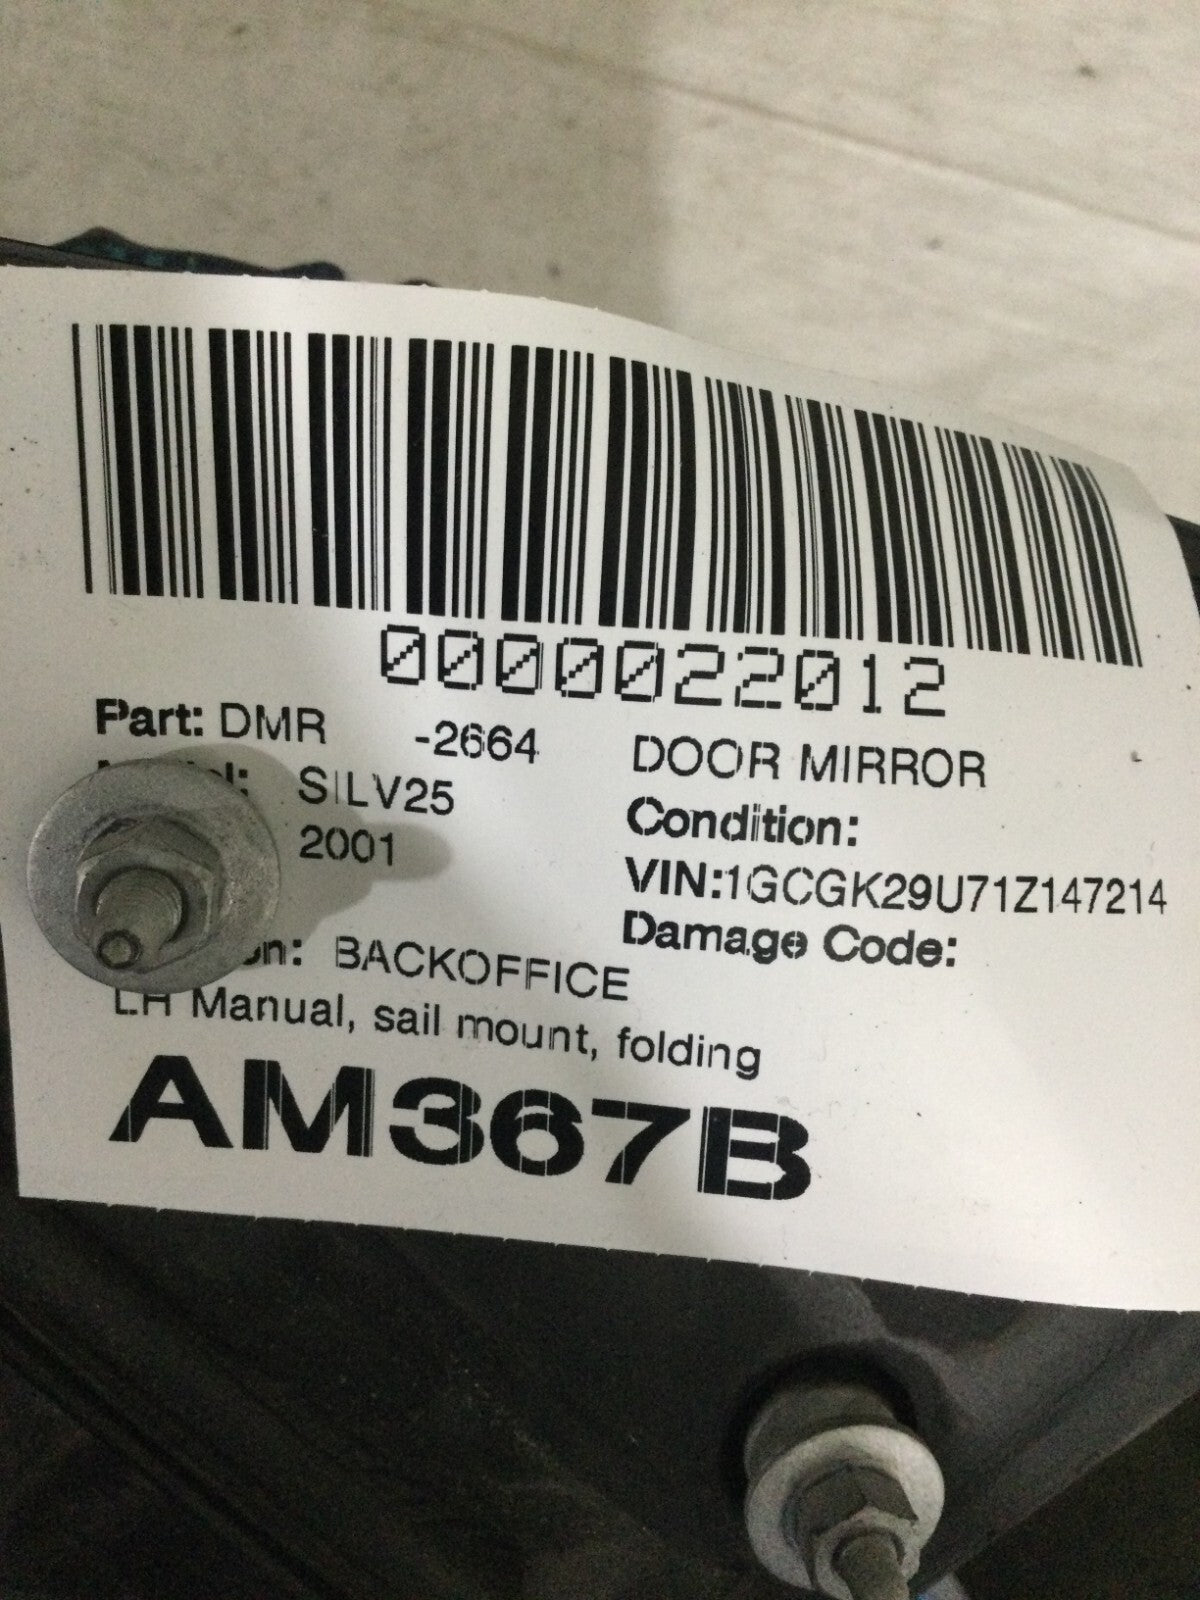 0000022012
Part: DMR -2664 DOOR MIRROR
SILV25 Condition:
2001 VIN:1GCGK29U71Z147214
Damage Code:
BACKOFFICE
LH Manual, sail mount, folding
AM367B